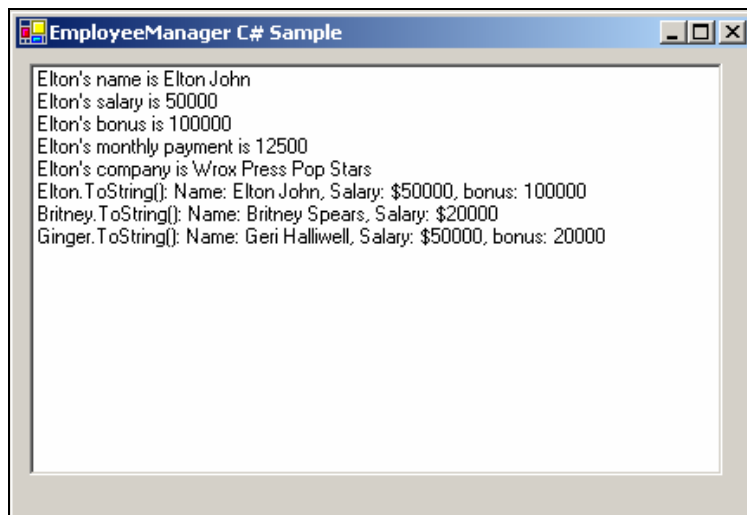 EmployeeManager C# Sample
Elton's name is Elton John
Elton's salary is 50000
Elton's bonus is 100000
Elton's monthly payment is 12500
Elton's company is Wrox Press Pop Stars
Elton.ToString(): Name: Elton John, Salary: $50000, bonus: 100000
Britney.ToString(): Name: Britney Spears, Salary: $20000
Ginger.ToString(): Name: Geri Halliwell, Salary: $50000, bonus: 20000